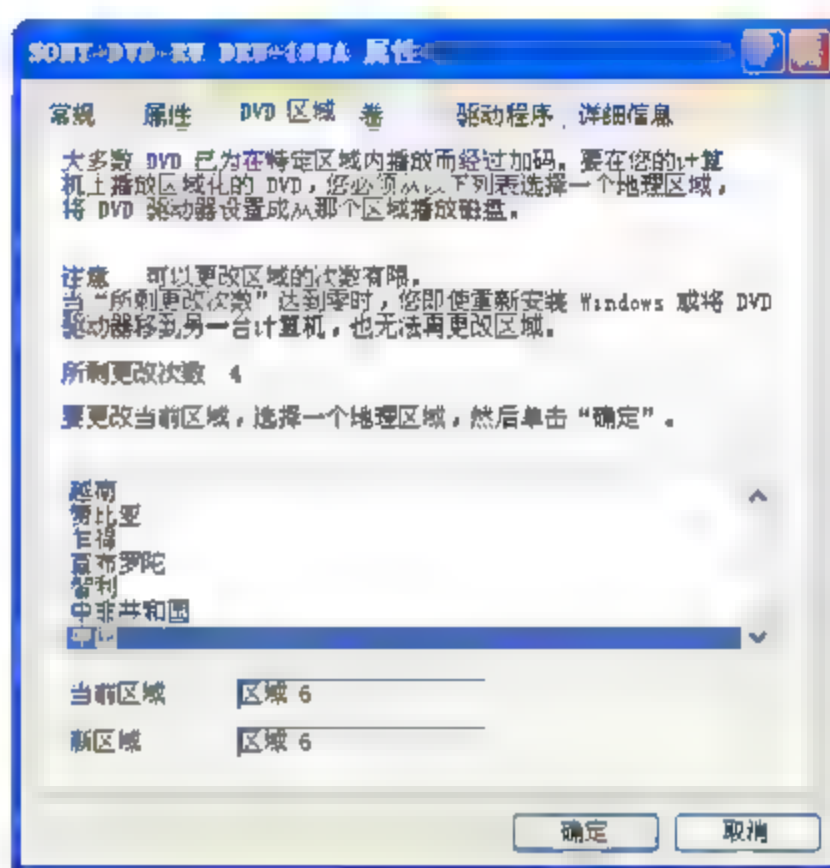 SONY DVD RW DRU-190A 属性
常规 属性 DVD 区域 卷 驱动程序 详细信息
大多数 DVD 已为在特定区域内播放而经过加码。要在您的计算
机上播放区域化的 DVD，您必须从以下列表选择一个地理区域，
将 DVD 驱动器设置成从那个区域播放磁盘。
注意 可以更改区域的次数有限。
当“所剩更改次数”达到零时，您即使重新安装 Windows 或将 DVD
驱动器移到另一台计算机，也无法再更改区域。
所剩更改次数 4
要更改当前区域，选择一个地理区域，然后单击“确定”。
越南
赞比亚
乍得
直布罗陀
智利
中非共和国
当前区域 区域 6
新区域 区域 6
确定 取消